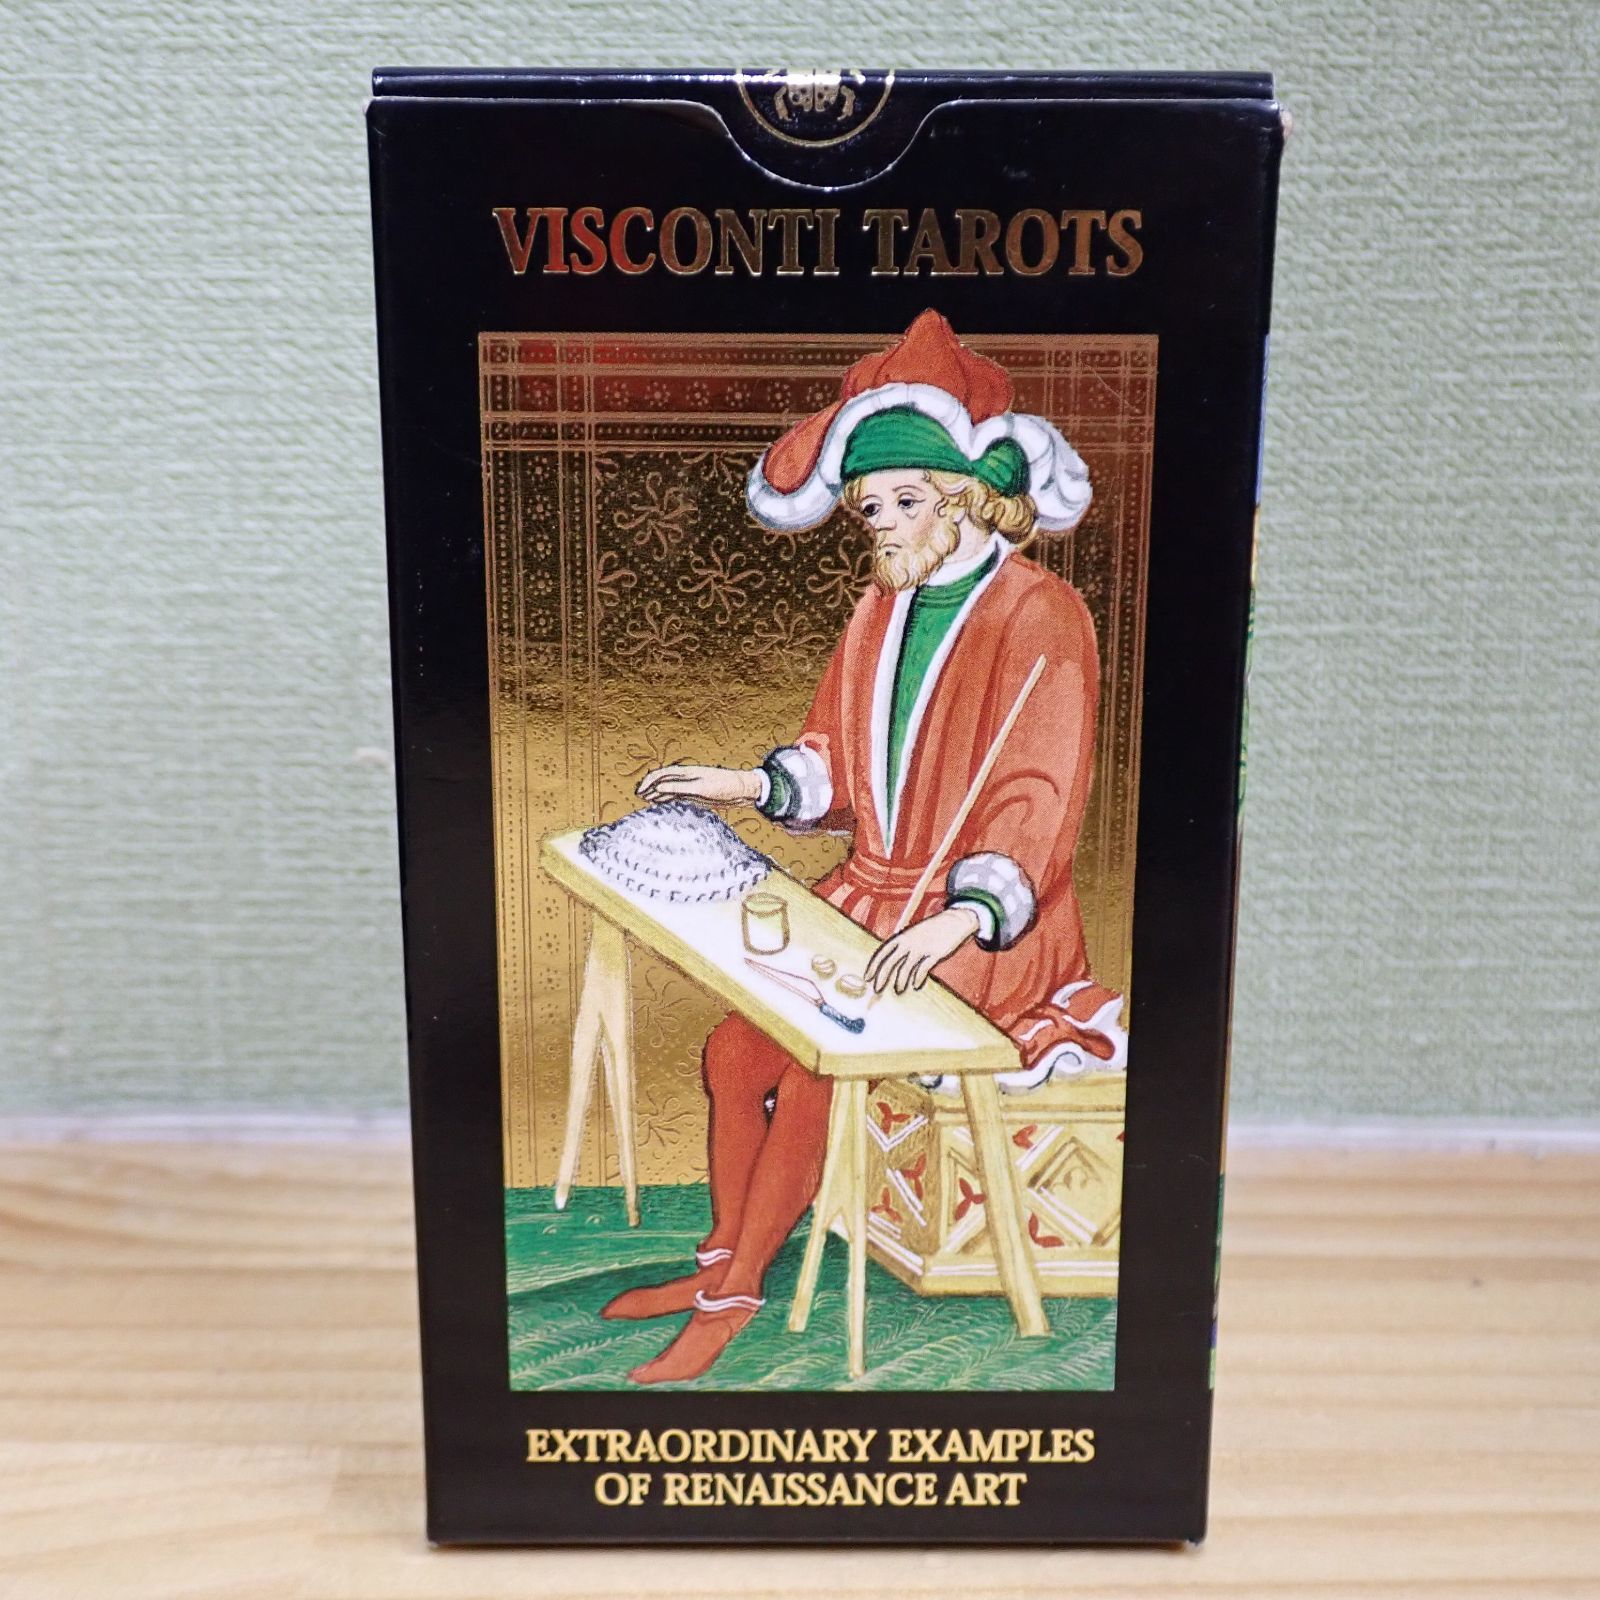 VISCONTI TAROTS
EXTRAORDINARY EXAMPLES
OF RENAISSANCE ART